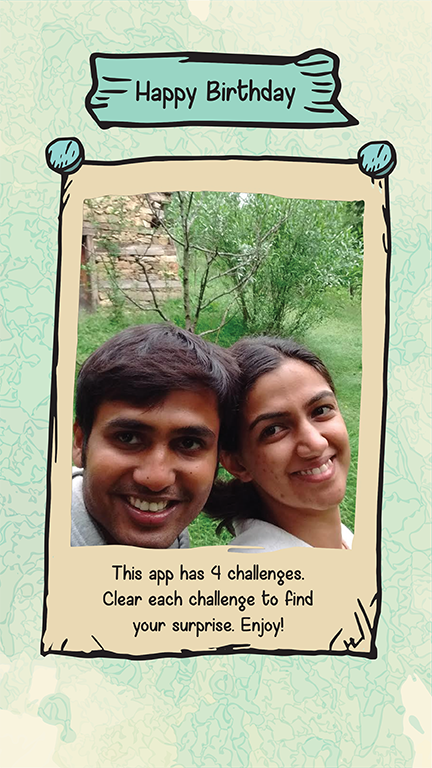 Happy Birthday
This app has 4 challenges.
Clear each challenge to find
your surprise. Enjoy!